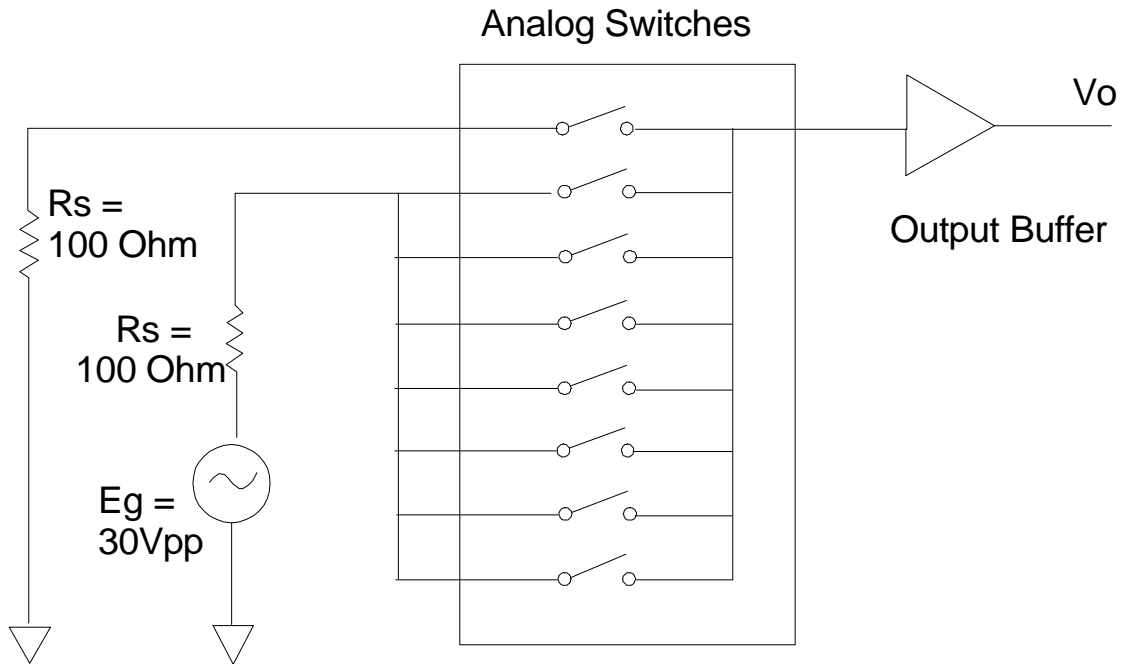 Analog Switches
Vo
Rs =
100 Ohm
Output Buffer
Rs =
100 Ohm
Eg =
30Vpp